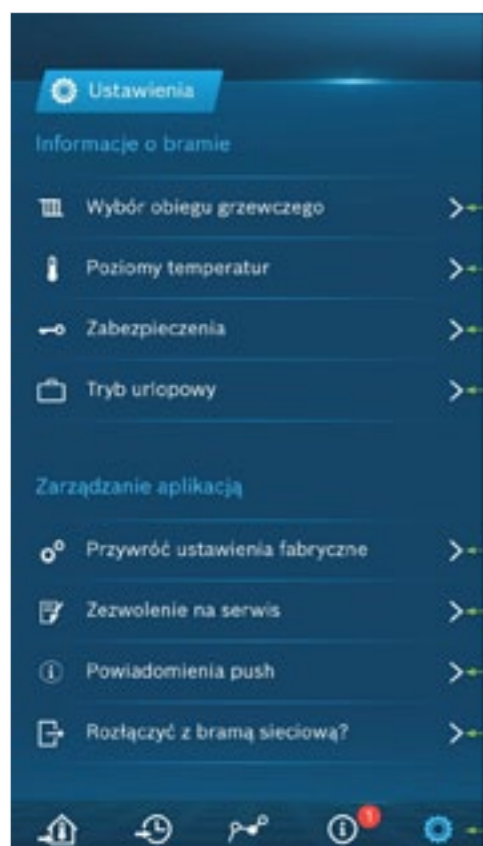 Ustawienia
Informacje o bramie
Wybór obiegu grzewczego
Poziomy temperatur
Zabezpieczenia
Tryb urlopowy
Zarządzanie aplikacją
Przywróć ustawienia fabryczne
Zezwolenie na serwis
Powiadomienia push
Rozłączyć z bramą sieciową?
1